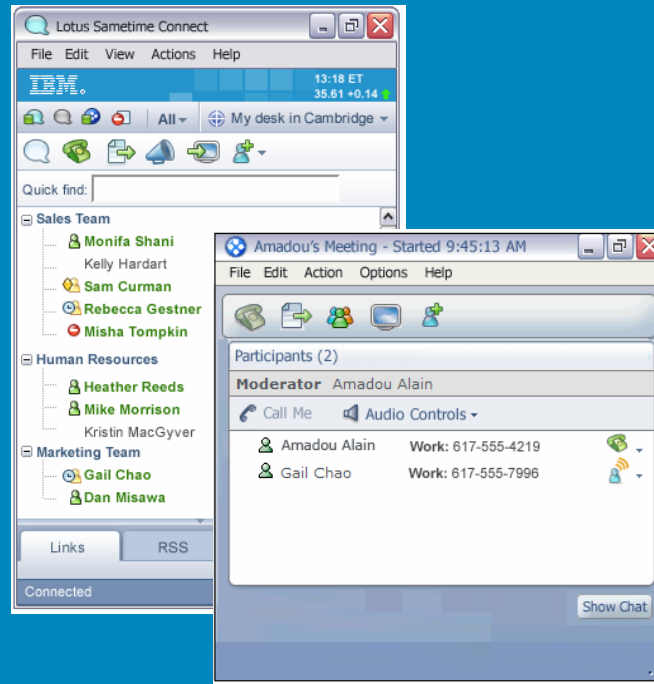 Lotus Sametime Connect
File Edit View Actions Help
IBM.
13:18 ET
35.61 +0.14
All
My desk in Cambridge
Quick find:
Sales Team
Monifa Shani
Kelly Hardart
Sam Curman
Rebecca Gestner
Misha Tompkin
Human Resources
Heather Reeds
Mike Morrison
Kristin MacGyver
Marketing Team
Gail Chao
Dan Misawa
Links RSS
Connected
Amadou's Meeting - Started 9:45:13 AM
File Edit Action Options Help
Participants (2)
Moderator Amadou Alain
Call Me Audio Controls
Amadou Alain Work: 617-555-4219
Gail Chao Work: 617-555-7996
Show Chat